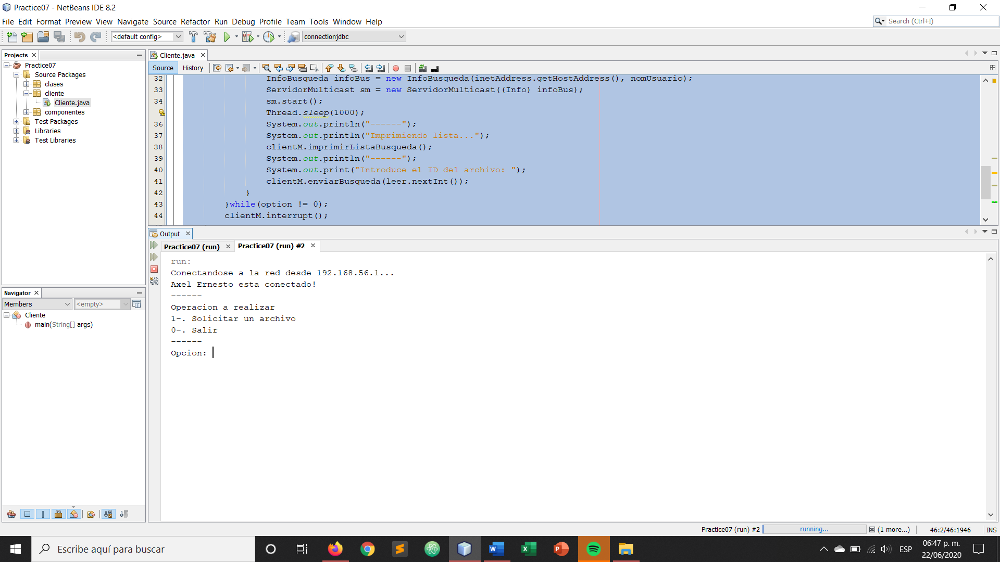 Practice07 - NetBeans IDE 8.2
File Edit Format Preview View Navigate Source Refactor Run Debug Profile Team Tools Window Help
Search (Ctrl+I)
<default config>
connectionjdbc
Projects
Practice07
Source Packages
clases
cliente
Cliente.java
componentes
Test Packages
Libraries
Test Libraries
Navigator
Members
<empty>
Cliente
main(String[] args)
Cliente.java
Source History
32 InfoBusqueda infoBus = new InfoBusqueda(inetAddress.getHostAddress(), nomUsuario);
33 ServidorMulticast sm = new ServidorMulticast((Info) infoBus);
34 sm.start();
Thread.sleep(1000);
36 System.out.println("------");
37 System.out.println("Imprimiendo lista...");
38 clientM.imprimirListaBusqueda();
39 System.out.println("------");
40 System.out.print("Introduce el ID del archivo: ");
41 clientM.enviarBusqueda(leer.nextInt());
42 }
43 }while(option != 0);
44 clientM.interrupt();
Output
Practice07 (run) Practice07 (run) #2
run:
Conectandose a la red desde 192.168.56.1...
Axel Ernesto esta conectado!
------
Operacion a realizar
1-. Solicitar un archivo
0-. Salir
------
Opcion:
Practice07 (run) #2 running... (1 more...) 46:2/46:1946 INS
Escribe aquí para buscar
ESP
06:47 p. m.
22/06/2020